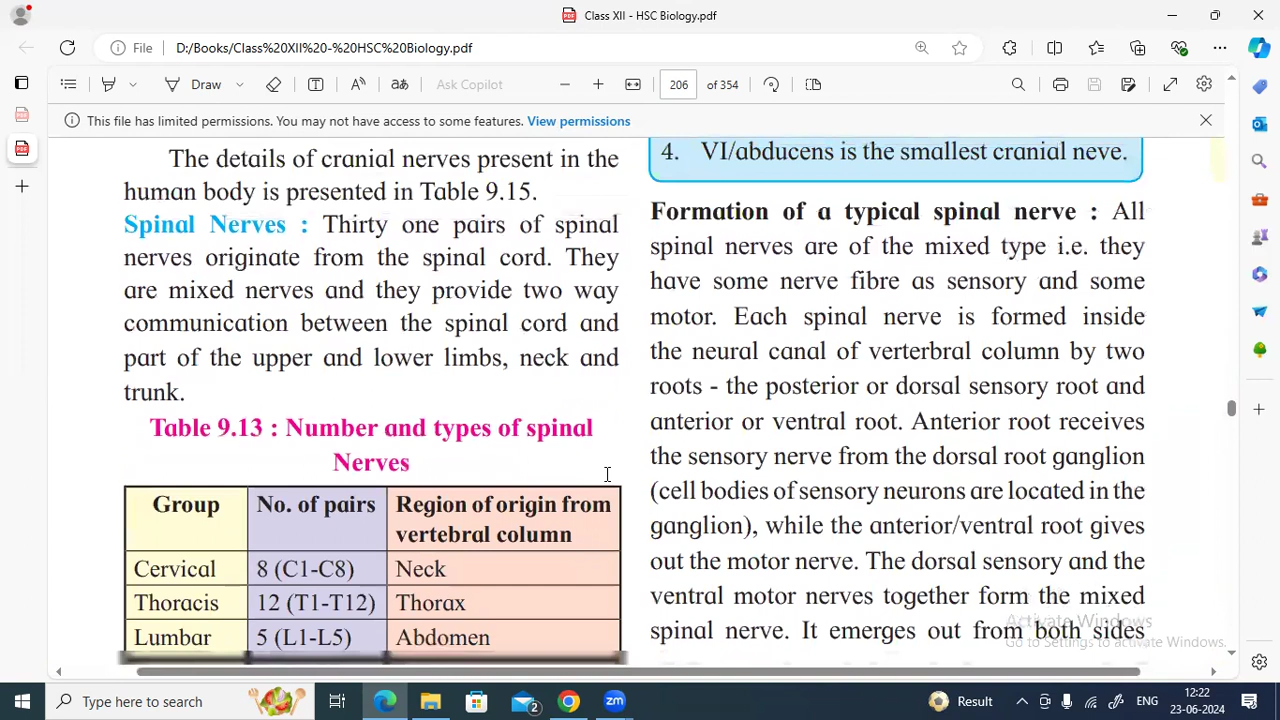 Class XII - HSC Biology.pdf
File
D:/Books/Class%20XII%20-%20HSC%20Biology.pdf
Draw
Ask Copilot
206
of 354
This file has limited permissions. You may not have access to some features. View permissions
The details of cranial nerves present in the
human body is presented in Table 9.15.
Spinal Nerves : Thirty one pairs of spinal
nerves originate from the spinal cord. They
are mixed nerves and they provide two way
communication between the spinal cord and
part of the upper and lower limbs, neck and
trunk.
Table 9.13 : Number and types of spinal
Nerves
Group
No. of pairs
Region of origin from
vertebral column
Cervical
8 (C1-C8)
Neck
Thoracis
12 (T1-T12)
Thorax
Lumbar
5 (L1-L5)
Abdomen
4. VI/abducens is the smallest cranial neve.
Formation of a typical spinal nerve : All
spinal nerves are of the mixed type i.e. they
have some nerve fibre as sensory and some
motor. Each spinal nerve is formed inside
the neural canal of verterbral column by two
roots - the posterior or dorsal sensory root and
anterior or ventral root. Anterior root receives
the sensory nerve from the dorsal root ganglion
(cell bodies of sensory neurons are located in the
ganglion), while the anterior/ventral root gives
out the motor nerve. The dorsal sensory and the
ventral motor nerves together form the mixed
spinal nerve. It emerges out from both sides
Activate Windows
Go to Settings to activate Windows.
Type here to search
2
zm
Result
ENG
12:22
23-06-2024